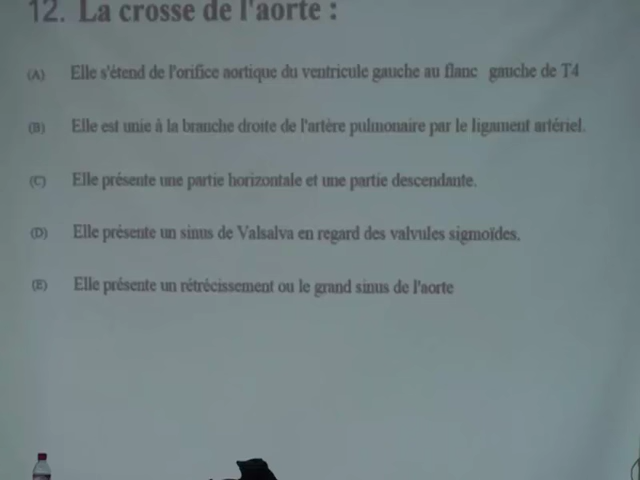 12. La crosse de l'aorte :
(A) Elle s'étend de l'orifice aortique du ventricule gauche au flanc gauche de T4
(B) Elle est unie à la branche droite de l'artère pulmonaire par le ligament artériel.
(C) Elle présente une partie horizontale et une partie descendante.
(D) Elle présente un sinus de Valsalva en regard des valvules sigmoïdes.
(E) Elle présente un rétrécissement ou le grand sinus de l'aorte